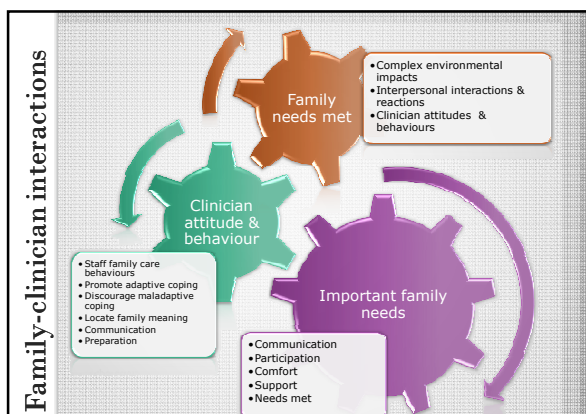 Family-clinician interactions
Family
needs met
•Complex environmental
impacts
•Interpersonal interactions &
reactions
•Clinician attitudes &
behaviours
Clinician
attitude &
behaviour
•Staff family care
behaviours
•Promote adaptive coping
•Discourage maladaptive
coping
•Locate family meaning
•Communication
•Preparation
Important family
needs
•Communication
•Participation
•Comfort
•Support
•Needs met